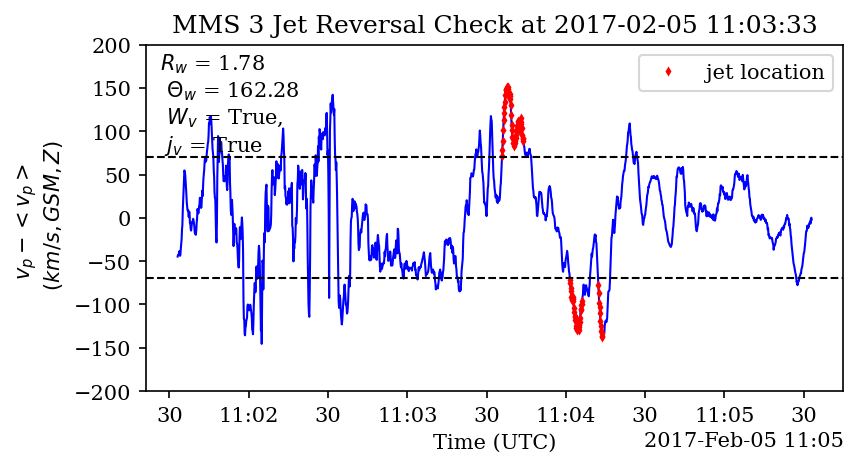 MMS 3 Jet Reversal Check at 2017-02-05 11:03:33
R_w = 1.78
Θ_w = 162.28
W_v = True,
j_v = True
jet location
v_p − < v_p >
(km/s, GSM, Z)
200
150
100
50
0
−50
−100
−150
−200
30 11:02 30 11:03 30 11:04 30 11:05 30
Time (UTC)
2017-Feb-05 11:05